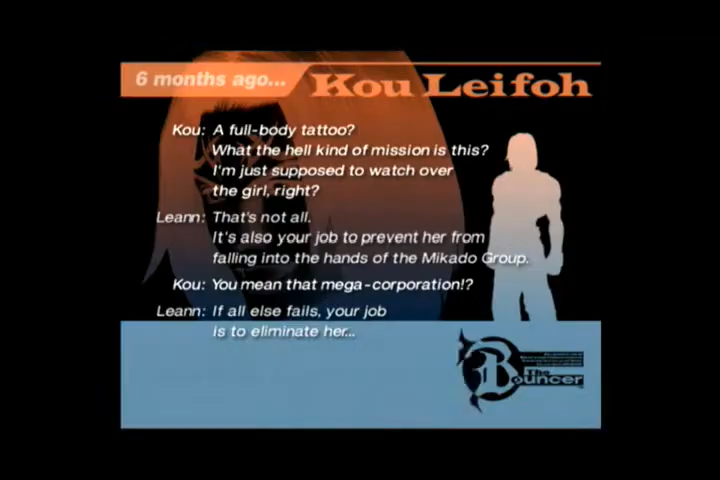 6 months ago...
Kou Leifoh
Kou: A full-body tattoo?
What the hell kind of mission is this?
I'm just supposed to watch over
the girl, right?
Leann: That's not all.
It's also your job to prevent her from
falling into the hands of the Mikado Group.
Kou: You mean that mega-corporation!?
Leann: If all else fails, your job
is to eliminate her...
The
Bouncer